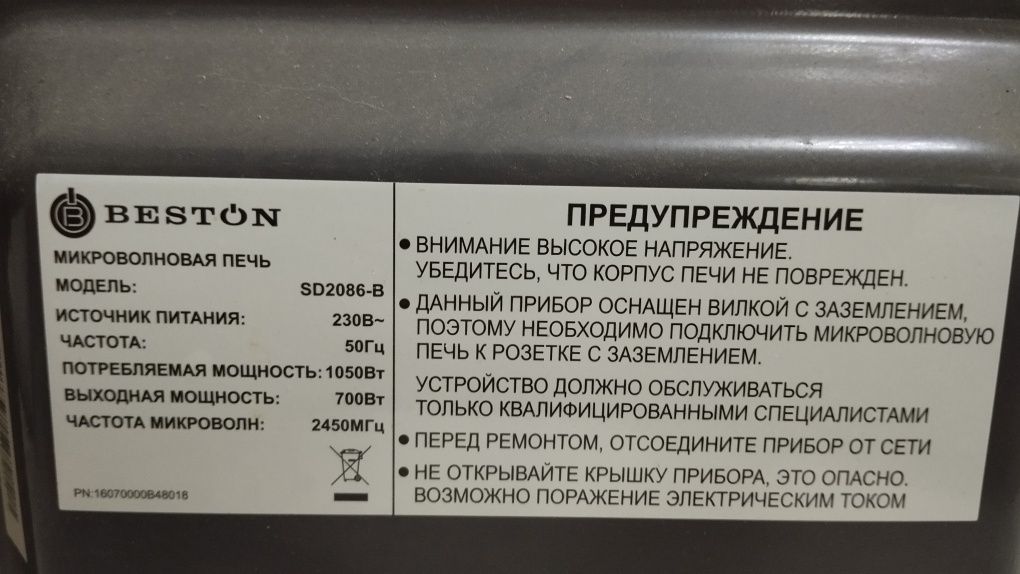 BESTON
МИКРОВОЛНОВАЯ ПЕЧЬ
МОДЕЛЬ: SD2086-B
ИСТОЧНИК ПИТАНИЯ: 230В~
ЧАСТОТА: 50Гц
ПОТРЕБЛЯЕМАЯ МОЩНОСТЬ: 1050Вт
ВЫХОДНАЯ МОЩНОСТЬ: 700Вт
ЧАСТОТА МИКРОВОЛН: 2450МГц
PN:16070000B48018
ПРЕДУПРЕЖДЕНИЕ
• ВНИМАНИЕ ВЫСОКОЕ НАПРЯЖЕНИЕ.
УБЕДИТЕСЬ, ЧТО КОРПУС ПЕЧИ НЕ ПОВРЕЖДЕН.
• ДАННЫЙ ПРИБОР ОСНАЩЕН ВИЛКОЙ С ЗАЗЕМЛЕНИЕМ,
ПОЭТОМУ НЕОБХОДИМО ПОДКЛЮЧИТЬ МИКРОВОЛНОВУЮ
ПЕЧЬ К РОЗЕТКЕ С ЗАЗЕМЛЕНИЕМ.
УСТРОЙСТВО ДОЛЖНО ОБСЛУЖИВАТЬСЯ
ТОЛЬКО КВАЛИФИЦИРОВАННЫМИ СПЕЦИАЛИСТАМИ
• ПЕРЕД РЕМОНТОМ, ОТСОЕДИНИТЕ ПРИБОР ОТ СЕТИ
• НЕ ОТКРЫВАЙТЕ КРЫШКУ ПРИБОРА, ЭТО ОПАСНО.
ВОЗМОЖНО ПОРАЖЕНИЕ ЭЛЕКТРИЧЕСКИМ ТОКОМ